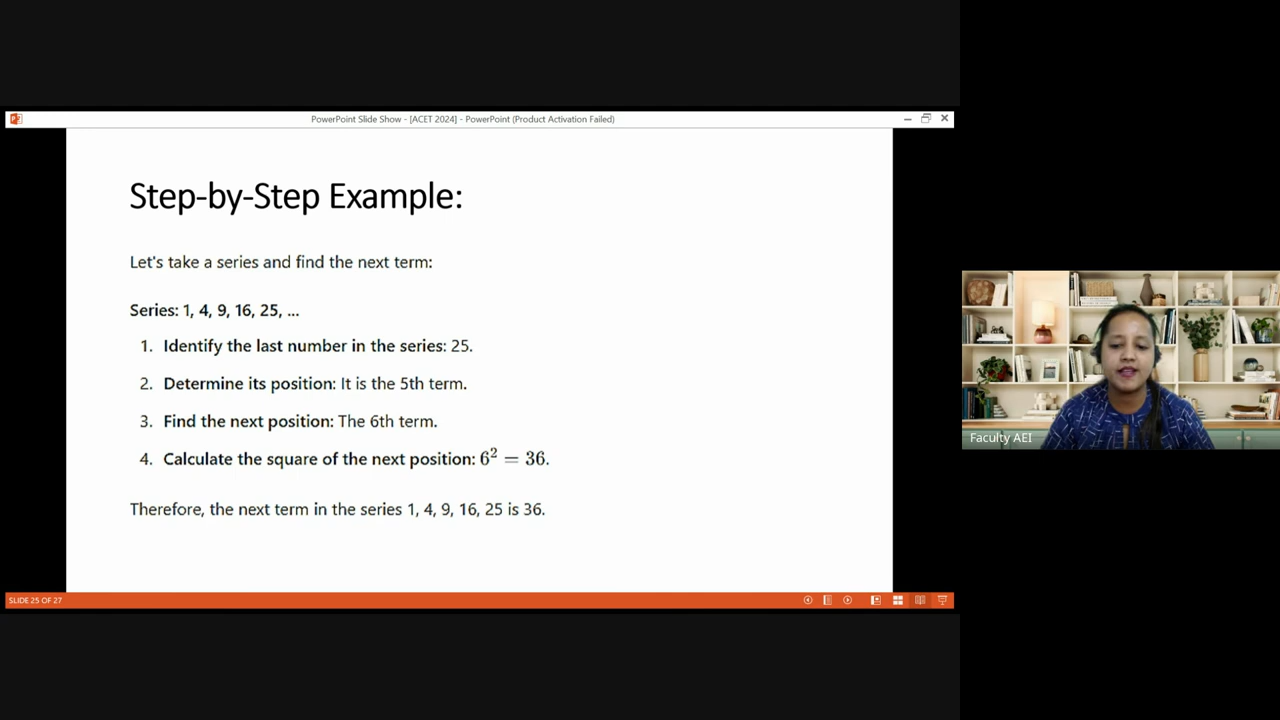 PowerPoint Slide Show - [ACET 2024] - PowerPoint (Product Activation Failed)
Step-by-Step Example:
Let's take a series and find the next term:
Series: 1, 4, 9, 16, 25, ...
1. Identify the last number in the series: 25.
2. Determine its position: It is the 5th term.
3. Find the next position: The 6th term.
4. Calculate the square of the next position: 6² = 36.
Therefore, the next term in the series 1, 4, 9, 16, 25 is 36.
SLIDE 25 OF 27
Faculty AEI